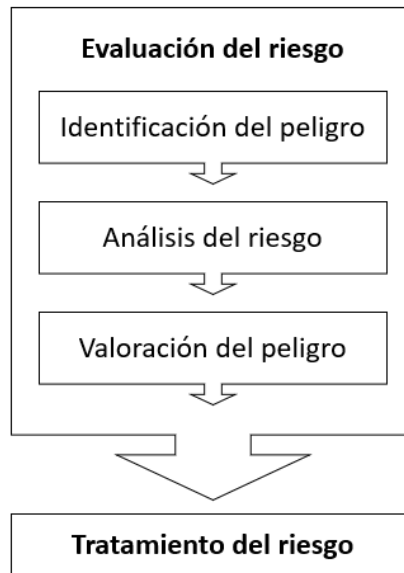 Evaluación del riesgo
Identificación del peligro
Análisis del riesgo
Valoración del peligro
Tratamiento del riesgo